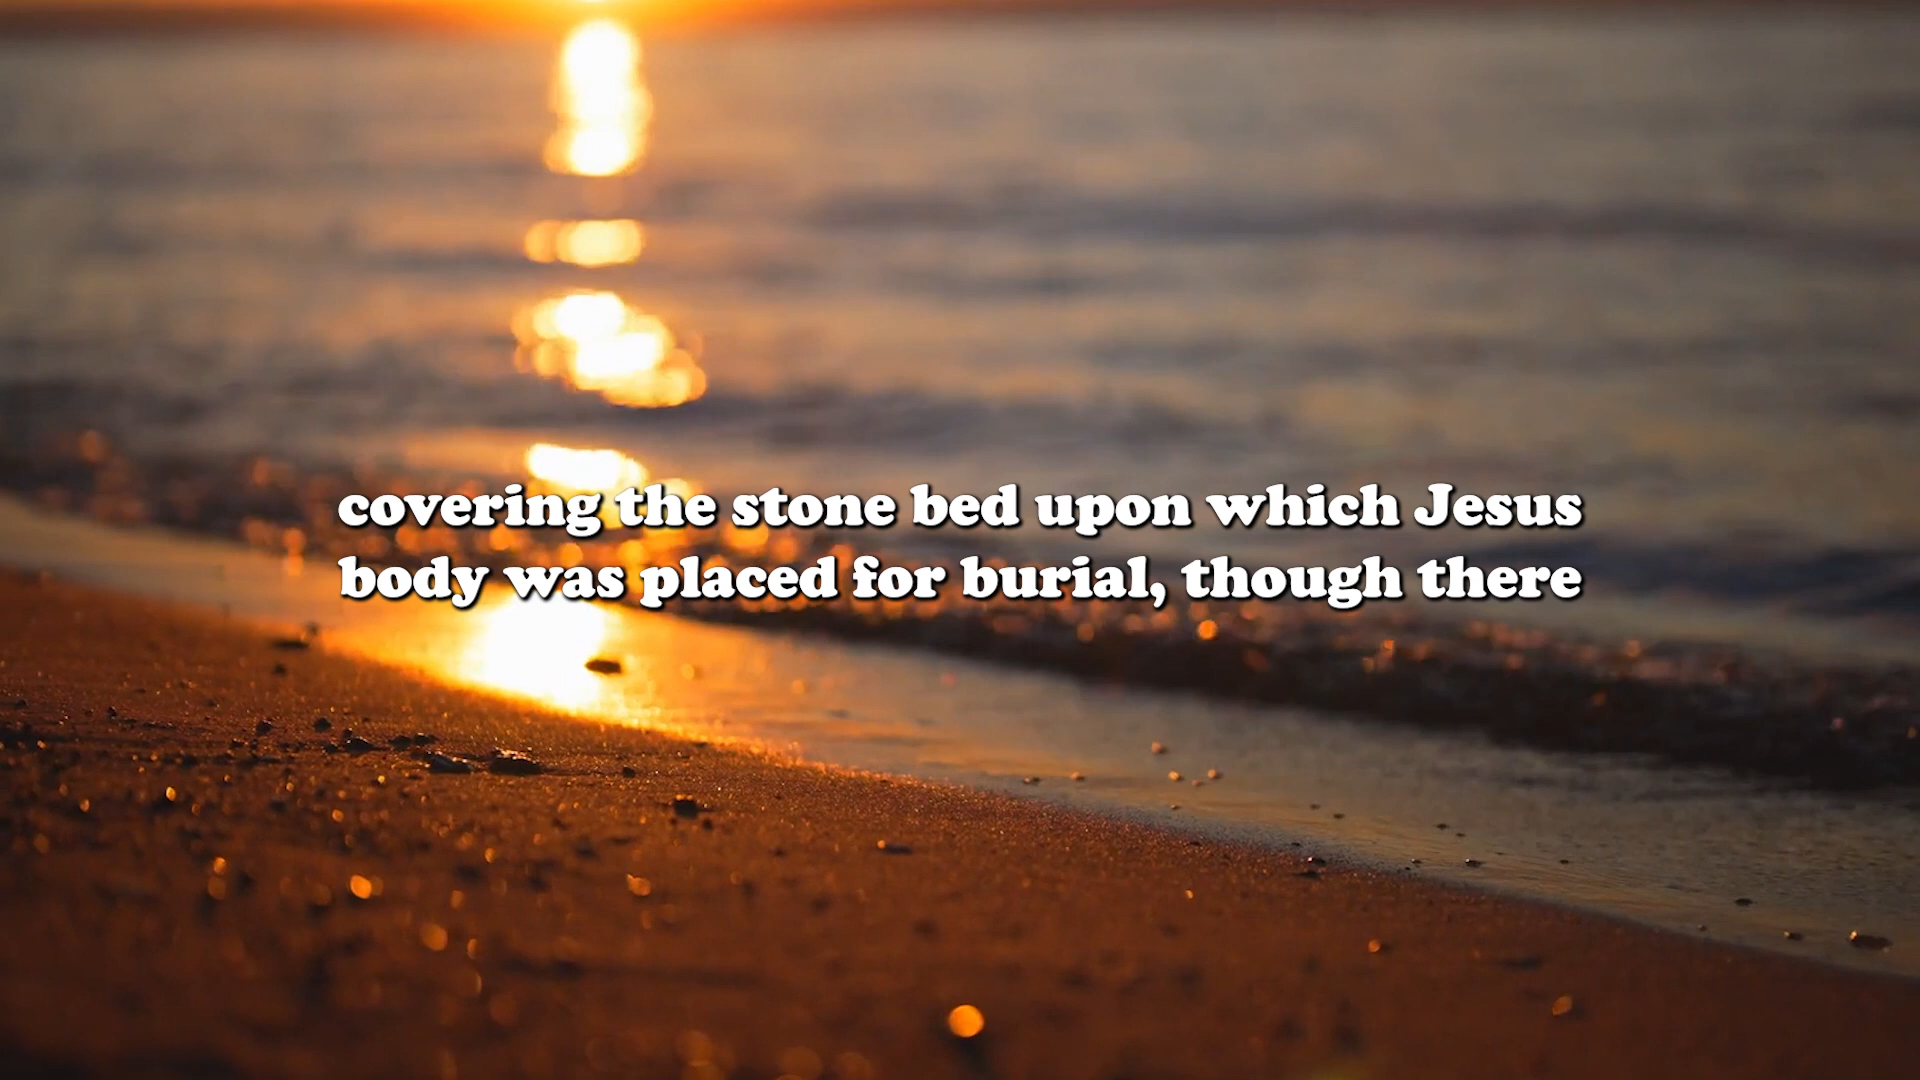 covering the stone bed upon which Jesus
body was placed for burial, though there